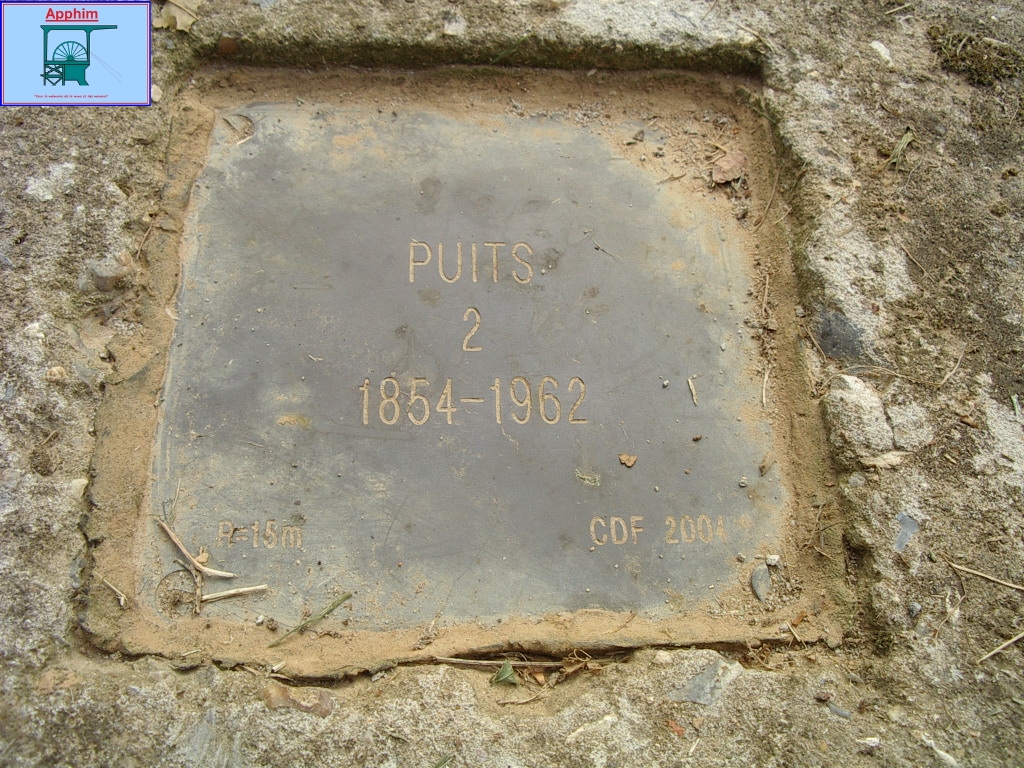 Apphim
PUITS
2
1854-1962
R=15m
CDF 2004